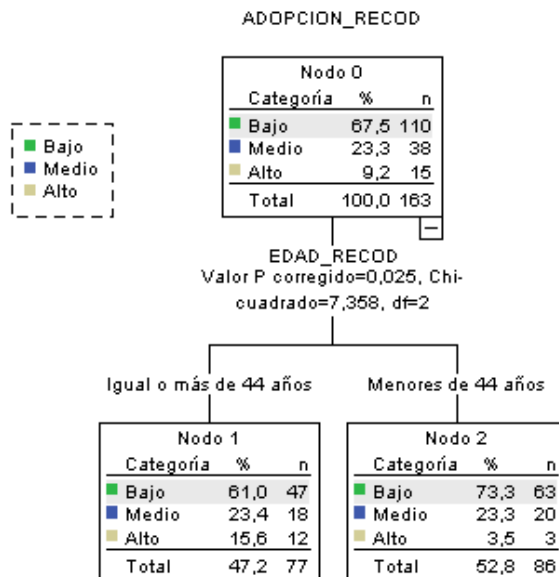 ADOPCION_RECOD
Nodo 0
Categoría % n
Bajo 67,5 110
Medio 23,3 38
Alto 9,2 15
Total 100,0 163
Bajo
Medio
Alto
EDAD_RECOD
Valor P corregido=0,025, Chi-
cuadrado=7,358, df=2
Igual o más de 44 años
Menores de 44 años
Nodo 1
Categoría % n
Bajo 61,0 47
Medio 23,4 18
Alto 15,6 12
Total 47,2 77
Nodo 2
Categoría % n
Bajo 73,3 63
Medio 23,3 20
Alto 3,5 3
Total 52,8 86